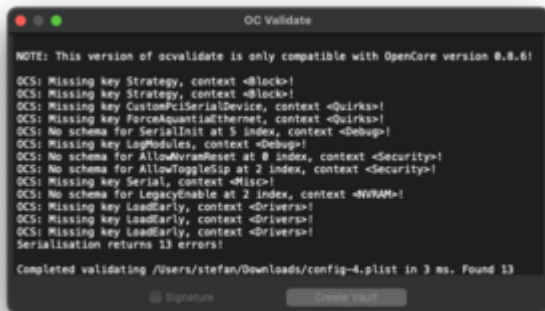 OC Validate
NOTE: This version of ocvalidate is only compatible with OpenCore version 0.8.6!
OCS: Missing key Strategy, context <Block>!
OCS: Missing key Strategy, context <Block>!
OCS: Missing key CustomPciSerialDevice, context <Quirks>!
OCS: Missing key ForceAquantiaEthernet, context <Quirks>!
OCS: No schema for SerialInit at 5 index, context <Debug>!
OCS: Missing key LogModules, context <Debug>!
OCS: No schema for AllowNvramReset at 0 index, context <Security>!
OCS: No schema for AllowToggleSip at 2 index, context <Security>!
OCS: Missing key Serial, context <Misc>!
OCS: No schema for LegacyEnable at 2 index, context <NVRAM>!
OCS: Missing key LoadEarly, context <Drivers>!
OCS: Missing key LoadEarly, context <Drivers>!
OCS: Missing key LoadEarly, context <Drivers>!
Serialisation returns 13 errors!
Completed validating /Users/stefan/Downloads/config-4.plist in 3 ms. Found 13
Signature
Create Vault